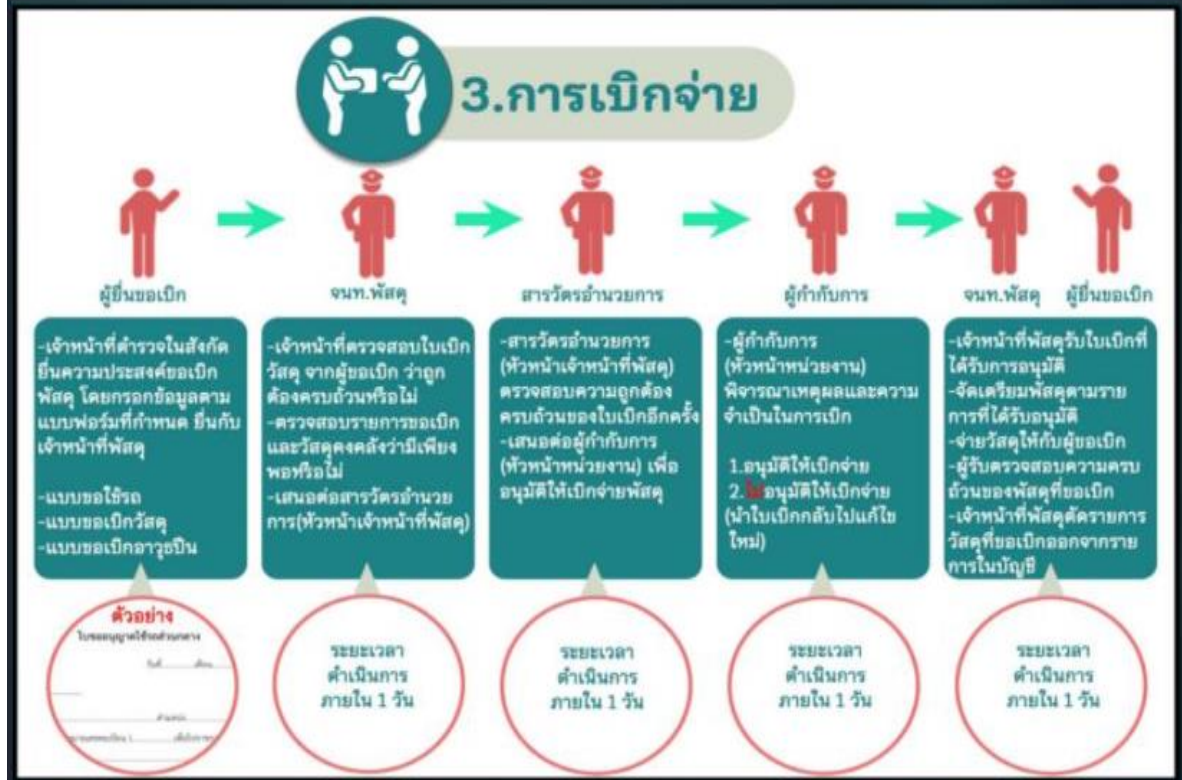 3.การเบิกจ่าย
ผู้ยื่นขอเบิก
จนท.พัสดุ
สารวัตรอำนวยการ
ผู้กำกับการ
จนท.พัสดุ
ผู้ยื่นขอเบิก
-เจ้าหน้าที่ตำรวจในสังกัด
ยื่นความประสงค์ขอเบิก
พัสดุ โดยกรอกข้อมูลตาม
แบบฟอร์มที่กำหนด ยื่นกับ
เจ้าหน้าที่พัสดุ
-แบบขอใช้รถ
-แบบขอเบิกวัสดุ
-แบบขอเบิกอาวุธปืน
-เจ้าหน้าที่ตรวจสอบใบเบิก
วัสดุ จากผู้ขอเบิก ว่าถูก
ต้องครบถ้วนหรือไม่
-ตรวจสอบรายการขอเบิก
และวัสดุคงคลังว่ามีเพียง
พอหรือไม่
-เสนอต่อสารวัตรอำนวย
การ(หัวหน้าเจ้าหน้าที่พัสดุ)
-สารวัตรอำนวยการ
(หัวหน้าเจ้าหน้าที่พัสดุ)
ตรวจสอบความถูกต้อง
ครบถ้วนของใบเบิกอีกครั้ง
-เสนอต่อผู้กำกับการ
(หัวหน้าหน่วยงาน) เพื่อ
อนุมัติให้เบิกจ่ายพัสดุ
-ผู้กำกับการ
(หัวหน้าหน่วยงาน)
พิจารณาเหตุผลและความ
จำเป็นในการเบิก
1.อนุมัติให้เบิกจ่าย
2.ไม่อนุมัติให้เบิกจ่าย
(นำใบเบิกกลับไปแก้ไข
ใหม่)
-เจ้าหน้าที่พัสดุรับใบเบิกที่
ได้รับการอนุมัติ
-จัดเตรียมพัสดุตามราย
การที่ได้รับอนุมัติ
-จ่ายวัสดุให้กับผู้ขอเบิก
-ผู้รับตรวจสอบความครบ
ถ้วนของพัสดุที่ขอเบิก
-เจ้าหน้าที่พัสดุตัดรายการ
วัสดุที่ขอเบิกออกจากราย
การในบัญชี
ตัวอย่าง
ใบขออนุญาตใช้รถส่วนกลาง
วันที่ เดือน
ตำแหน่ง
ระยะเวลา
ดำเนินการ
ภายใน 1 วัน
ระยะเวลา
ดำเนินการ
ภายใน 1 วัน
ระยะเวลา
ดำเนินการ
ภายใน 1 วัน
ระยะเวลา
ดำเนินการ
ภายใน 1 วัน